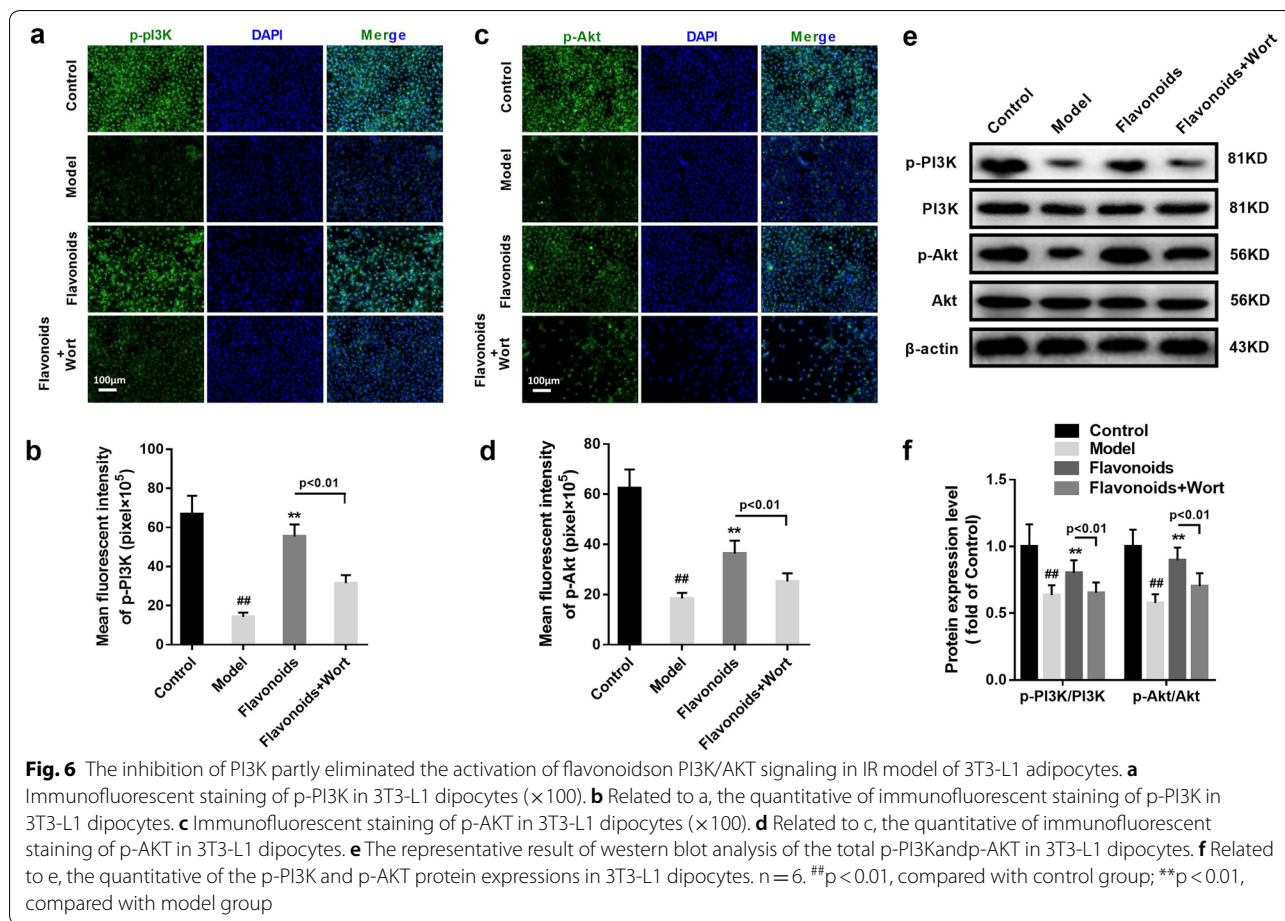 a
p-pI3K DAPI Merge
Control
Model
Flavonoids
Flavonoids
+
Wort
100μm
c
p-Akt DAPI Merge
Control
Model
Flavonoids
Flavonoids
+
Wort
100μm
e
Control Model Flavonoids Flavonoids+Wort
p-PI3K 81KD
PI3K 81KD
p-Akt 56KD
Akt 56KD
β-actin 43KD
b
Mean fluorescent intensity
of p-PI3K (pixel×10⁵)
100
80
60
40
20
0
##
**
p<0.01
Control Model Flavonoids Flavonoids+Wort
d
Mean fluorescent intensity
of p-Akt (pixel×10⁵)
80
60
40
20
0
##
**
p<0.01
Control Model Flavonoids Flavonoids+Wort
f
Control
Model
Flavonoids
Flavonoids+Wort
Protein expression level
( fold of Control)
1.5
1.0
0.5
0.0
##
**
p<0.01
##
**
p<0.01
p-PI3K/PI3K p-Akt/Akt
Fig. 6 The inhibition of PI3K partly eliminated the activation of flavonoidson PI3K/AKT signaling in IR model of 3T3-L1 adipocytes. a
Immunofluorescent staining of p-PI3K in 3T3-L1 dipocytes (×100). b Related to a, the quantitative of immunofluorescent staining of p-PI3K in
3T3-L1 dipocytes. c Immunofluorescent staining of p-AKT in 3T3-L1 dipocytes (×100). d Related to c, the quantitative of immunofluorescent
staining of p-AKT in 3T3-L1 dipocytes. e The representative result of western blot analysis of the total p-PI3Kandp-AKT in 3T3-L1 dipocytes. f Related
to e, the quantitative of the p-PI3K and p-AKT protein expressions in 3T3-L1 dipocytes. n = 6. ##p < 0.01, compared with control group; **p < 0.01,
compared with model group